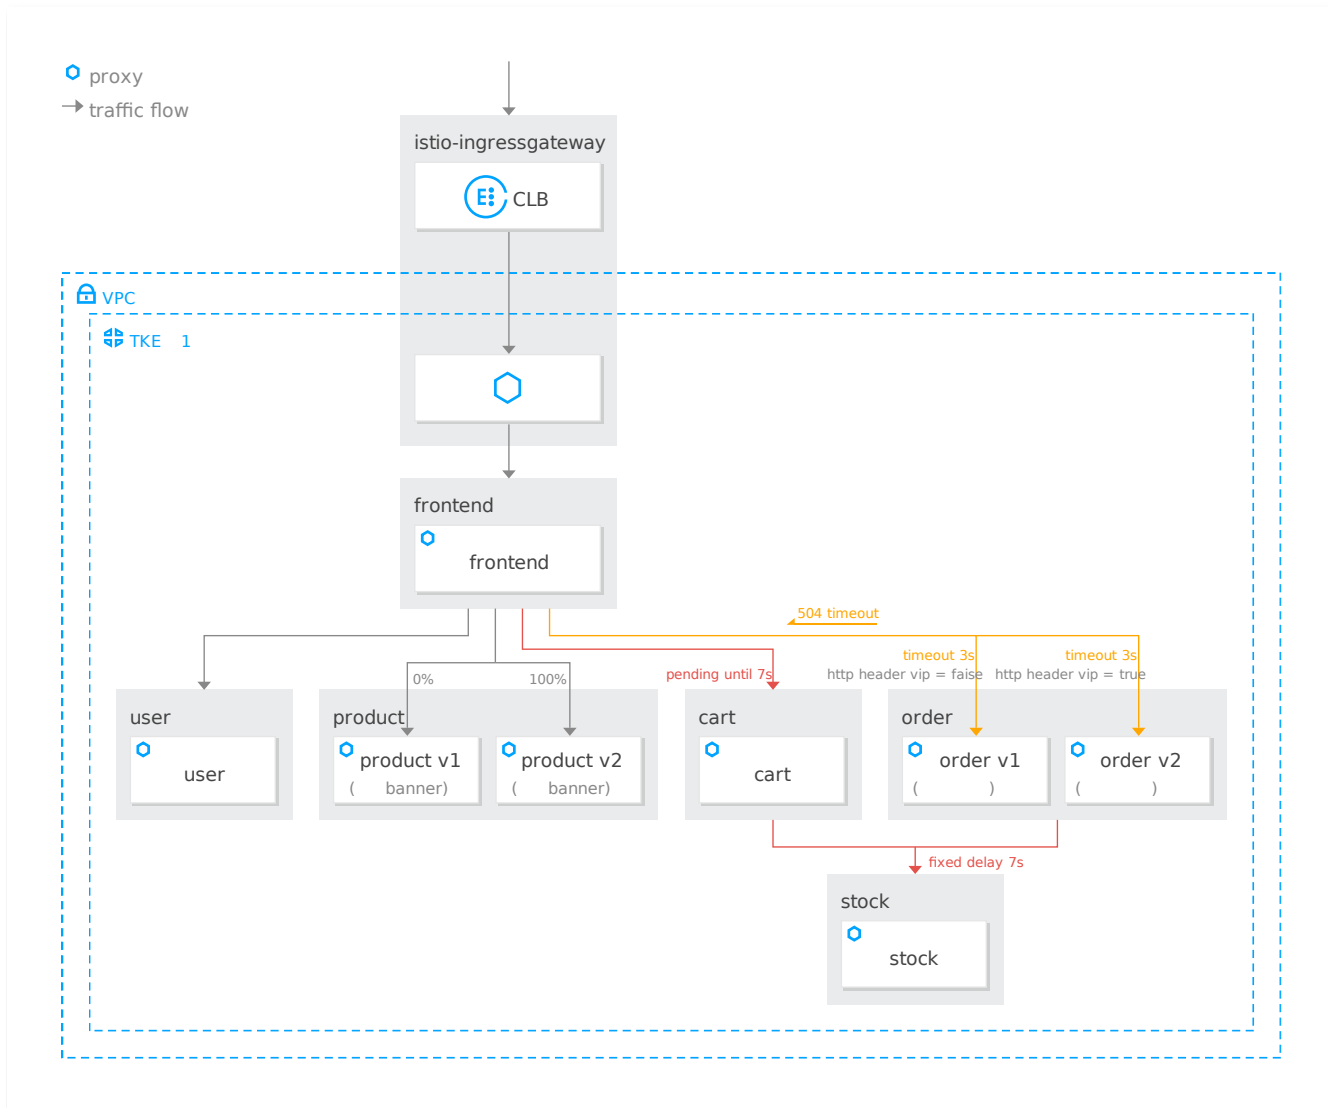 proxy
traffic flow
istio-ingressgateway
CLB
VPC
TKE 1
frontend
frontend
504 timeout
timeout 3s
timeout 3s
0%
100%
pending until 7s
http header vip = false
http header vip = true
user
product
cart
order
user
product v1
( banner)
product v2
( banner)
cart
order v1
( )
order v2
( )
fixed delay 7s
stock
stock